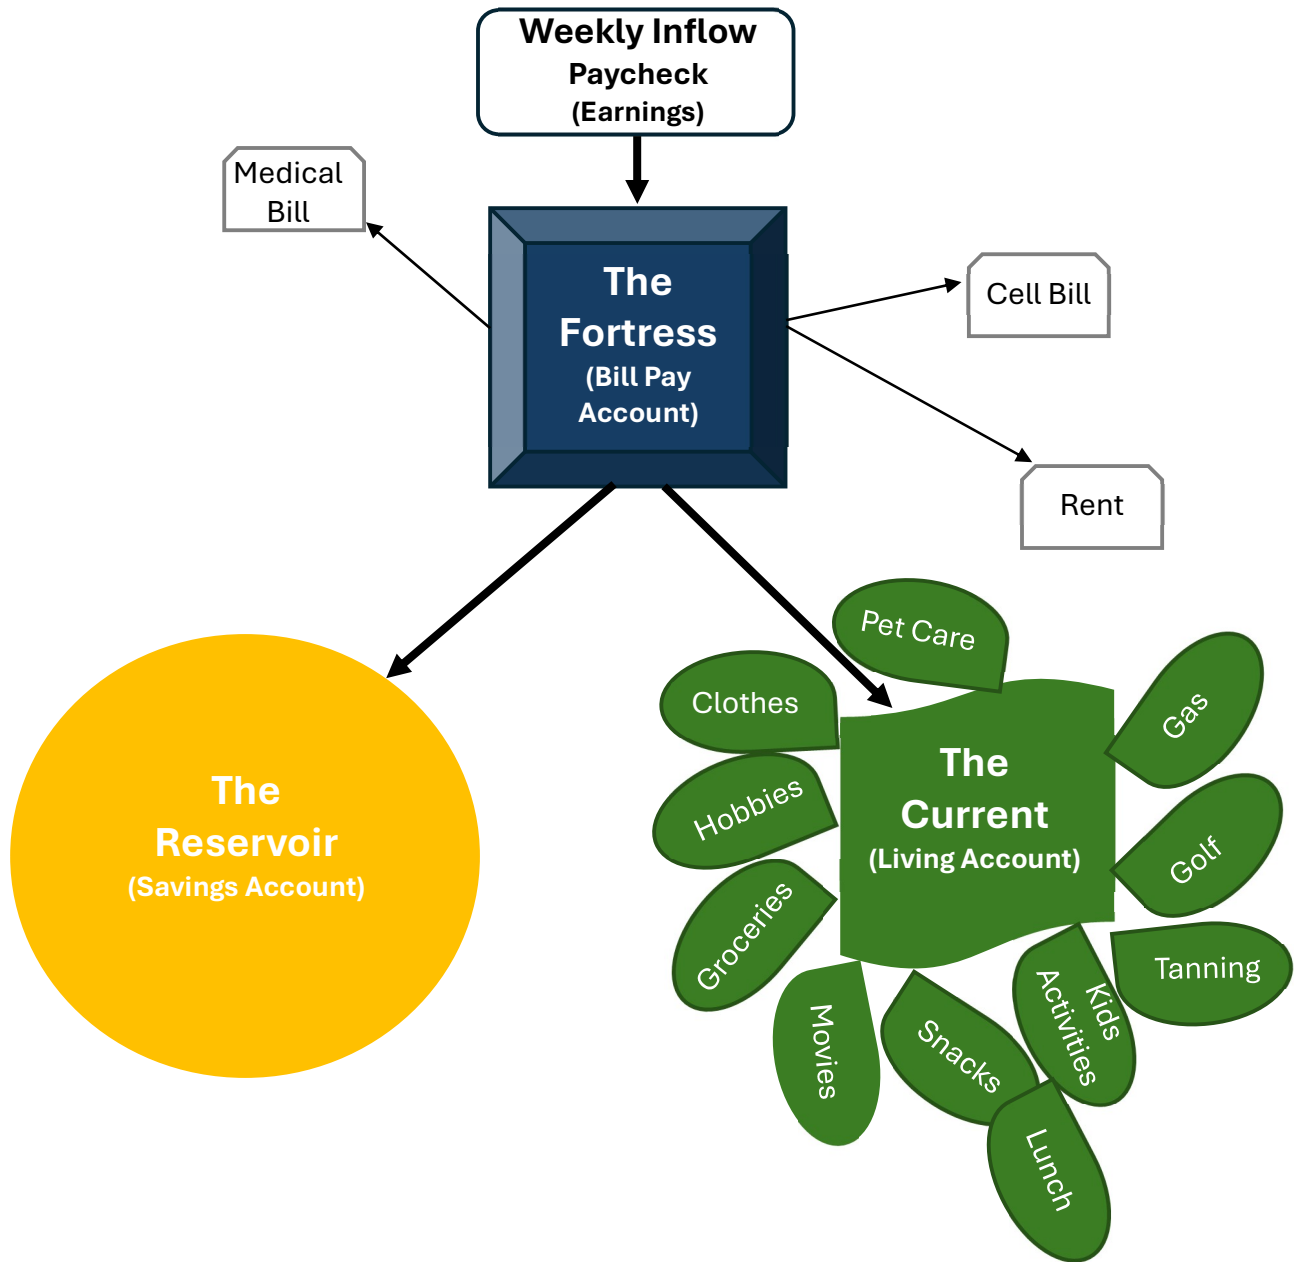 Weekly Inflow
Paycheck
(Earnings)
Medical
Bill
The
Fortress
(Bill Pay
Account)
Cell Bill
Rent
Pet Care
Clothes
Gas
Hobbies
The
Current
(Living Account)
The
Reservoir
(Savings Account)
Golf
Groceries
Tanning
Movies
Snacks
Kids
Activities
Lunch